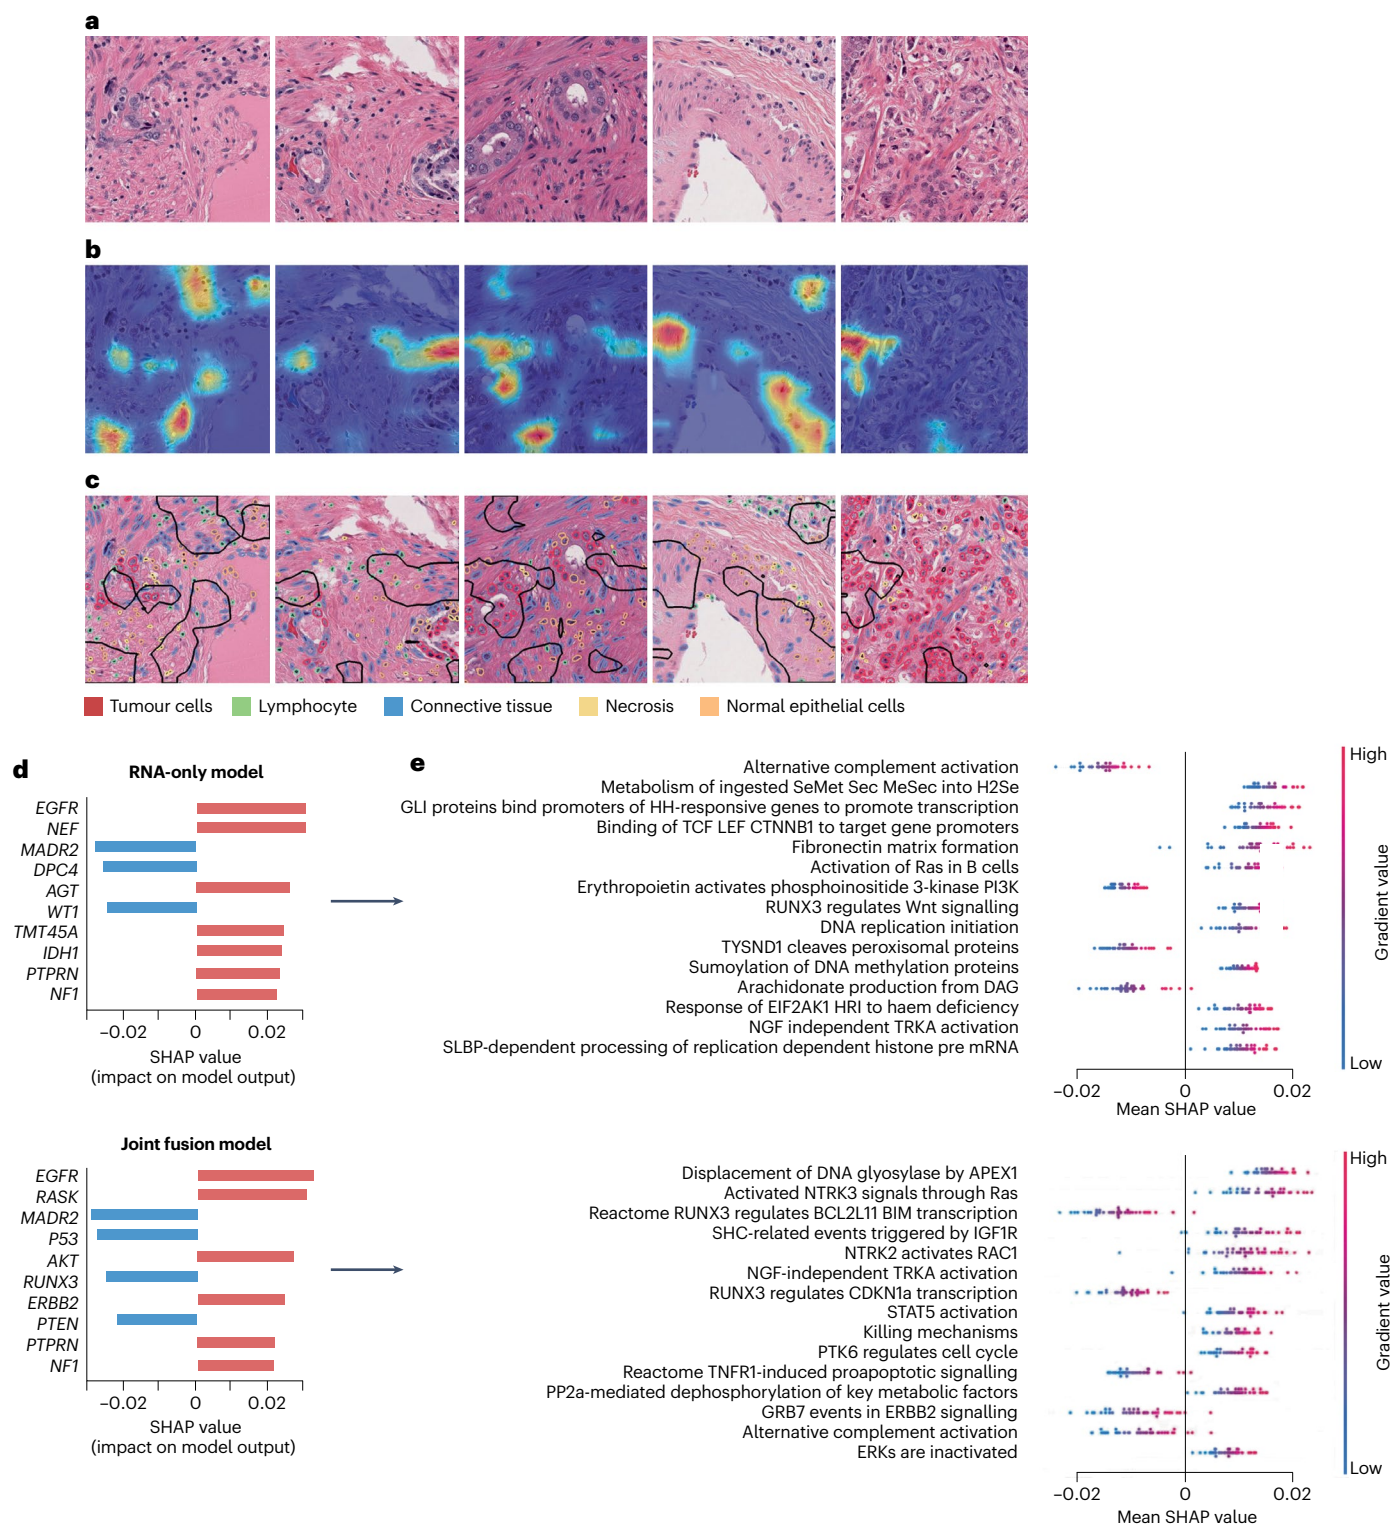 a
b
c
Tumour cells
Lymphocyte
Connective tissue
Necrosis
Normal epithelial cells
d
RNA-only model
EGFR
NEF
MADR2
DPC4
AGT
WT1
TMT45A
IDH1
PTPRN
NF1
−0.02 0 0.02
SHAP value
(impact on model output)
Joint fusion model
EGFR
RASK
MADR2
P53
AKT
RUNX3
ERBB2
PTEN
PTPRN
NF1
−0.02 0 0.02
SHAP value
(impact on model output)
e
Alternative complement activation
Metabolism of ingested SeMet Sec MeSec into H2Se
GLI proteins bind promoters of HH-responsive genes to promote transcription
Binding of TCF LEF CTNNB1 to target gene promoters
Fibronectin matrix formation
Activation of Ras in B cells
Erythropoietin activates phosphoinositide 3-kinase PI3K
RUNX3 regulates Wnt signalling
DNA replication initiation
TYSND1 cleaves peroxisomal proteins
Sumoylation of DNA methylation proteins
Arachidonate production from DAG
Response of EIF2AK1 HRI to haem deficiency
NGF independent TRKA activation
SLBP-dependent processing of replication dependent histone pre mRNA
−0.02 0 0.02
Mean SHAP value
High
Gradient value
Low
Displacement of DNA glyosylase by APEX1
Activated NTRK3 signals through Ras
Reactome RUNX3 regulates BCL2L11 BIM transcription
SHC-related events triggered by IGF1R
NTRK2 activates RAC1
NGF-independent TRKA activation
RUNX3 regulates CDKN1a transcription
STAT5 activation
Killing mechanisms
PTK6 regulates cell cycle
Reactome TNFR1-induced proapoptotic signalling
PP2a-mediated dephosphorylation of key metabolic factors
GRB7 events in ERBB2 signalling
Alternative complement activation
ERKs are inactivated
−0.02 0 0.02
Mean SHAP value
High
Gradient value
Low